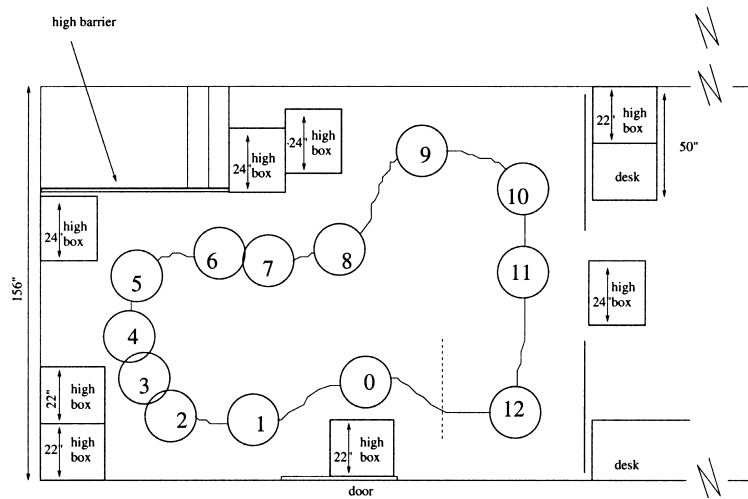 high barrier
24"
high
box
24"
high
box
22"
high
box
desk
50"
24"
high
box
156"
9
10
6
7
8
5
11
24"
high
box
4
3
2
1
0
12
22"
high
box
22"
high
box
22"
high
box
desk
door